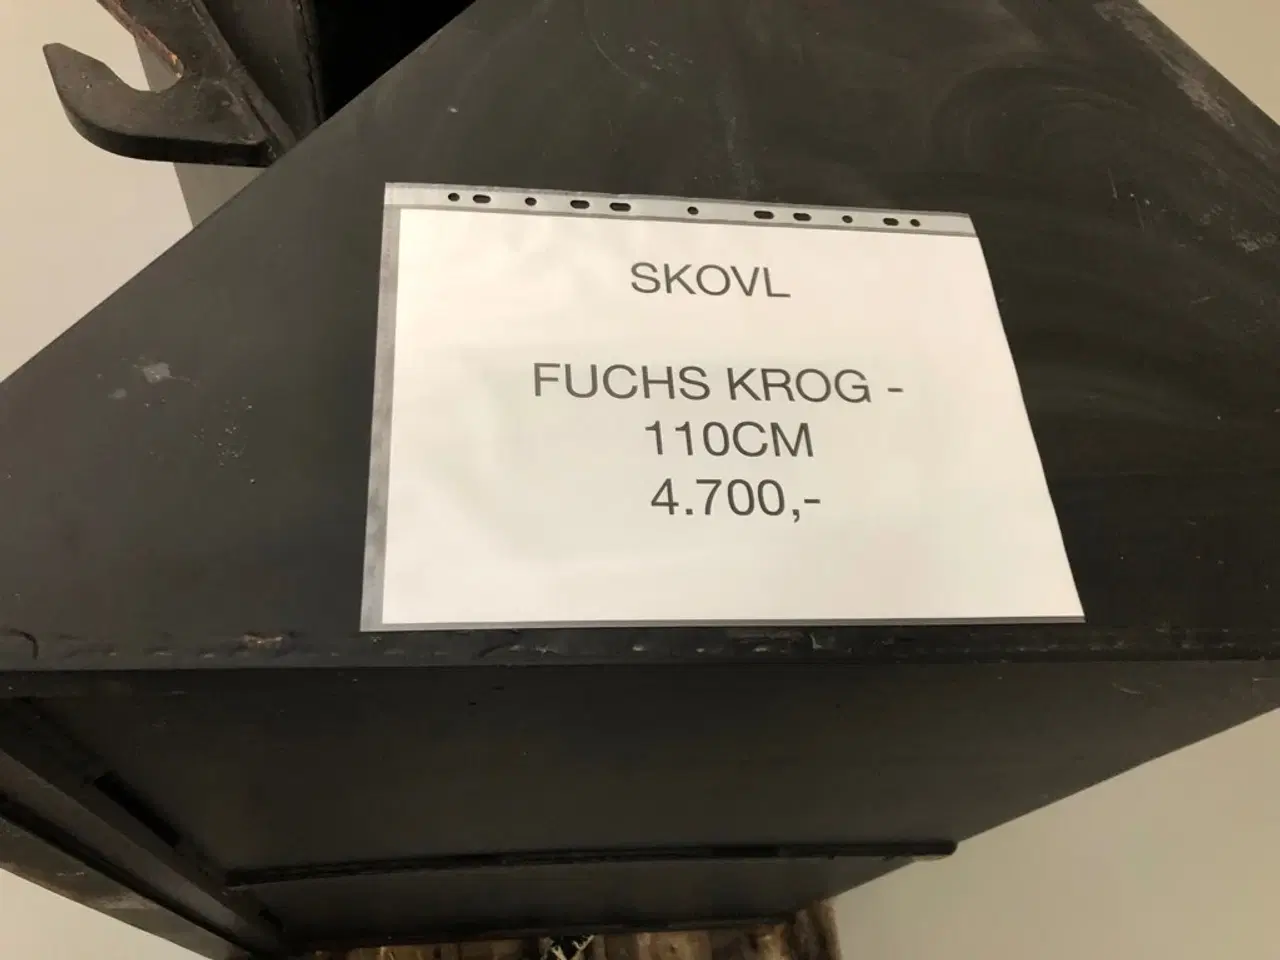 SKOVL
FUCHS KROG -
110CM
4.700,-